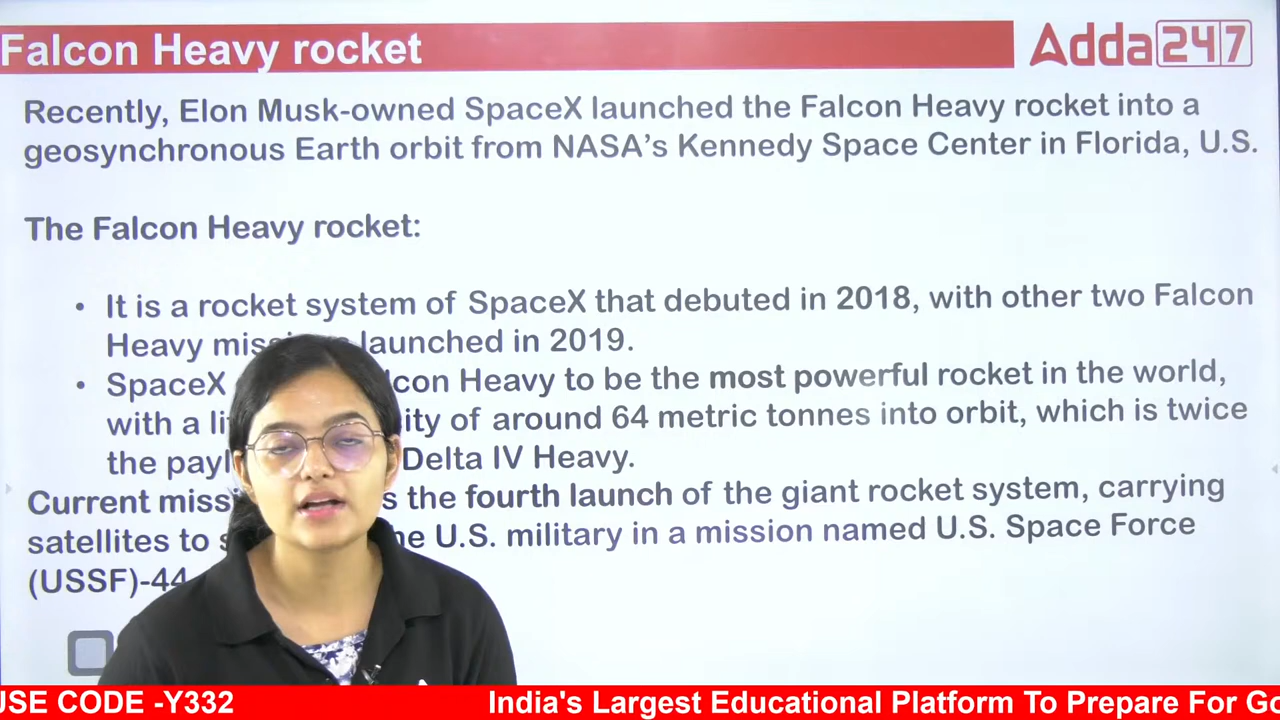 Falcon Heavy rocket
Adda247
Recently, Elon Musk-owned SpaceX launched the Falcon Heavy rocket into a
geosynchronous Earth orbit from NASA's Kennedy Space Center in Florida, U.S.
The Falcon Heavy rocket:
• It is a rocket system of SpaceX that debuted in 2018, with other two Falcon
Heavy launched in 2019.
• SpaceX Heavy to be the most powerful rocket in the world,
with a of around 64 metric tonnes into orbit, which is twice
the Delta IV Heavy.
Current the fourth launch of the giant rocket system, carrying
satellites to U.S. military in a mission named U.S. Space Force
(USSF)-44
USE CODE -Y332
India's Largest Educational Platform To Prepare For